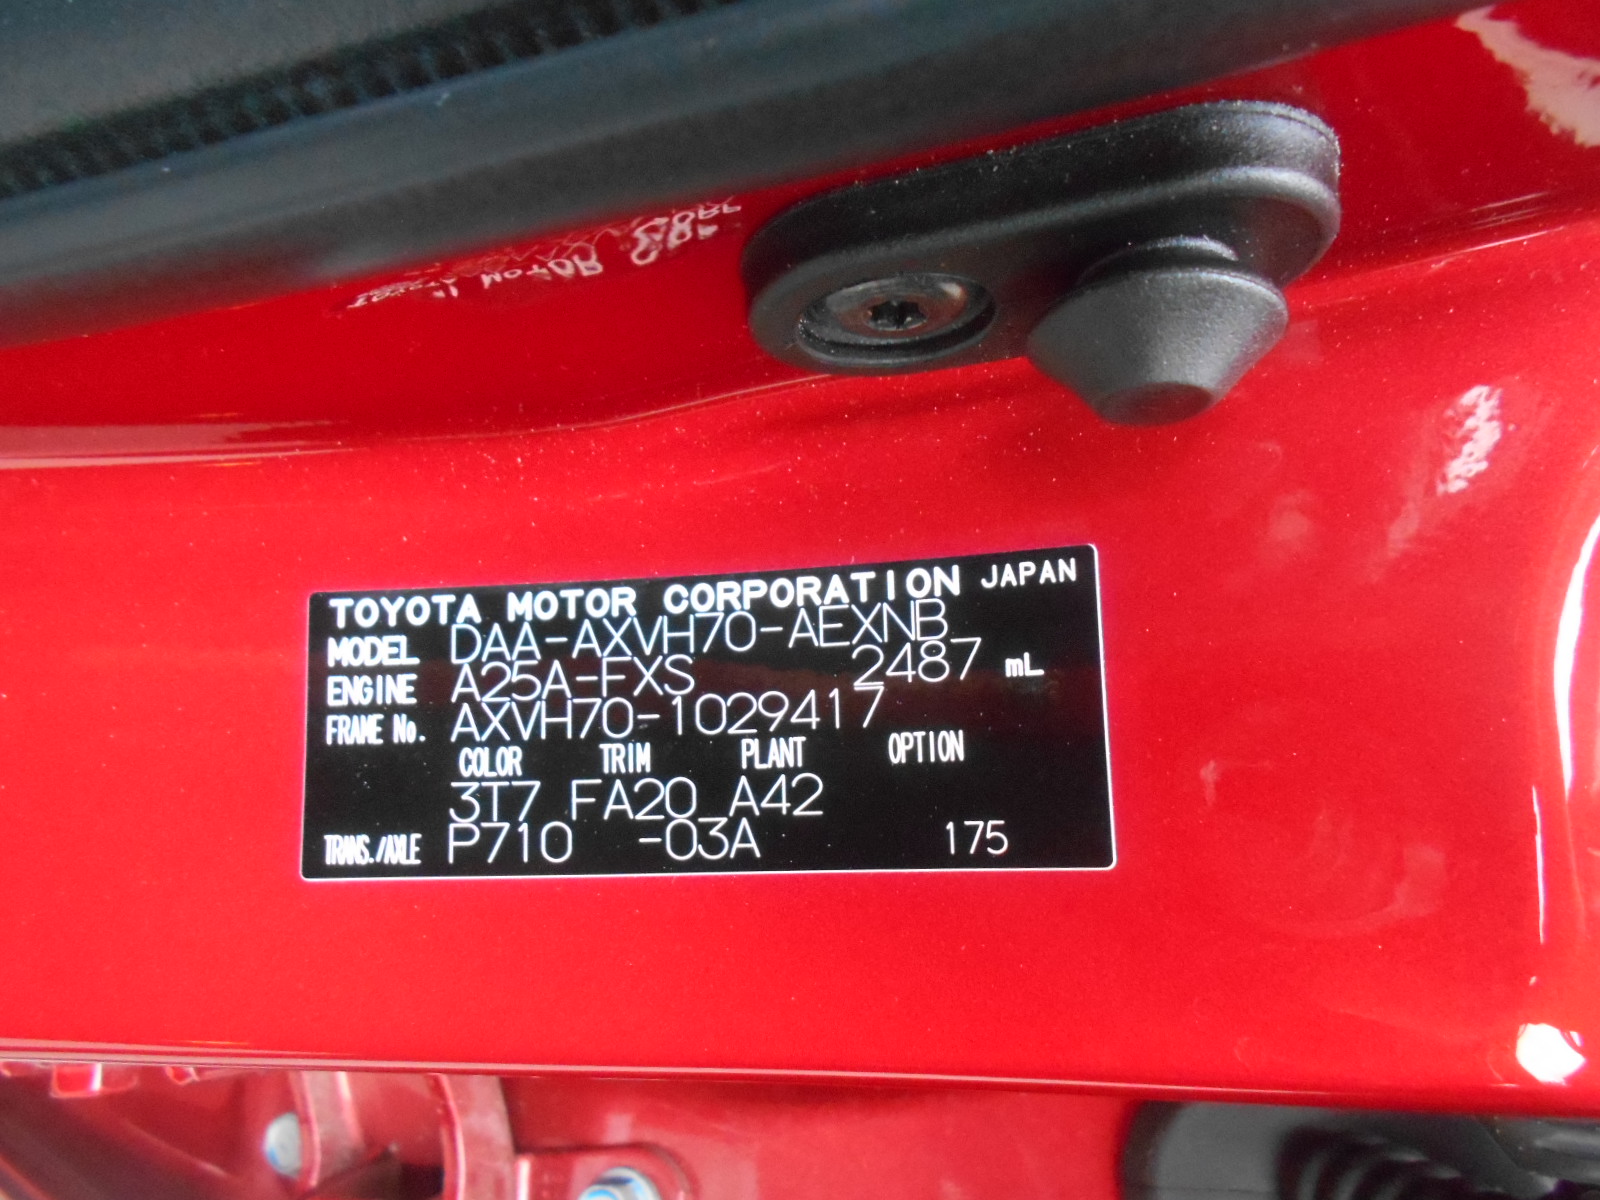 TOYOTA MOTOR CORPORATION JAPAN
MODEL DAA-AXVH70-AEXNB
ENGINE A25A-FXS 2487 mL
FRAME No. AXVH70-1029417
COLOR TRIM PLANT OPTION
3T7 FA20 A42
TRANS./AXLE P710 -03A 175